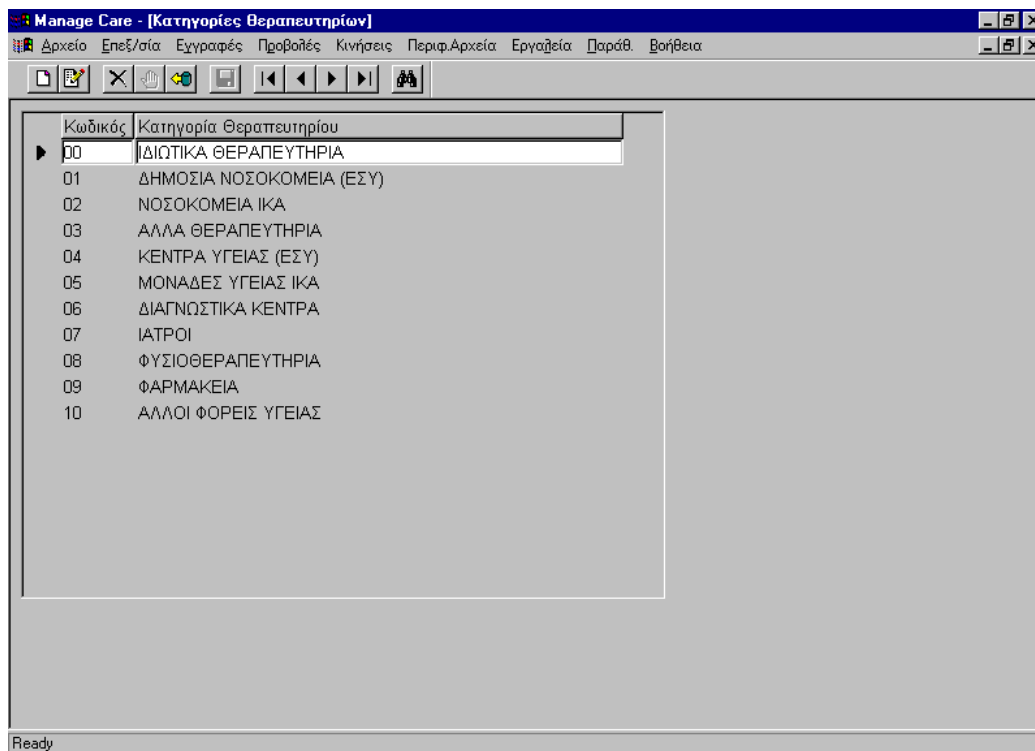 Manage Care - [Κατηγορίες Θεραπευτηρίων]
Αρχείο Επεξ/σία Εγγραφές Προβολές Κινήσεις Περιφ.Αρχεία Εργαλεία Παράθ. Βοήθεια
Κωδικός Κατηγορία Θεραπευτηρίου
00 ΙΔΙΩΤΙΚΑ ΘΕΡΑΠΕΥΤΗΡΙΑ
01 ΔΗΜΟΣΙΑ ΝΟΣΟΚΟΜΕΙΑ (ΕΣΥ)
02 ΝΟΣΟΚΟΜΕΙΑ ΙΚΑ
03 ΑΛΛΑ ΘΕΡΑΠΕΥΤΗΡΙΑ
04 ΚΕΝΤΡΑ ΥΓΕΙΑΣ (ΕΣΥ)
05 ΜΟΝΑΔΕΣ ΥΓΕΙΑΣ ΙΚΑ
06 ΔΙΑΓΝΩΣΤΙΚΑ ΚΕΝΤΡΑ
07 ΙΑΤΡΟΙ
08 ΦΥΣΙΟΘΕΡΑΠΕΥΤΗΡΙΑ
09 ΦΑΡΜΑΚΕΙΑ
10 ΑΛΛΟΙ ΦΟΡΕΙΣ ΥΓΕΙΑΣ
Ready